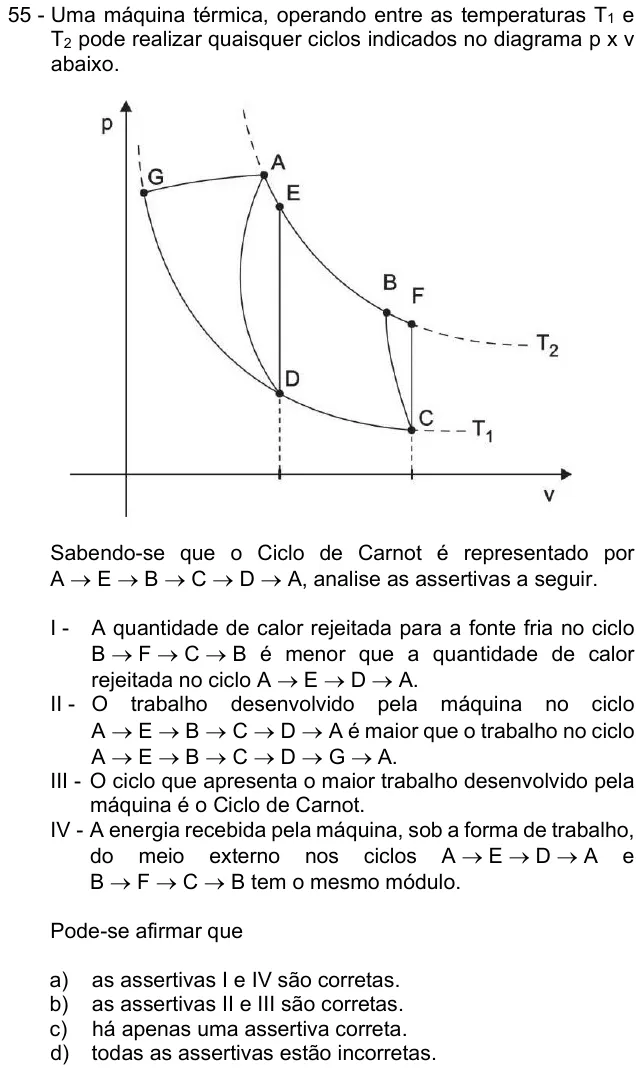 55 - Uma máquina térmica, operando entre as temperaturas T₁ e
T₂ pode realizar quaisquer ciclos indicados no diagrama p x v
abaixo.
p
G
A
E
B
F
T₂
D
C
T₁
v
Sabendo-se que o Ciclo de Carnot é representado por
A → E → B → C → D → A, analise as assertivas a seguir.
I - A quantidade de calor rejeitada para a fonte fria no ciclo
B → F → C → B é menor que a quantidade de calor
rejeitada no ciclo A → E → D → A.
II - O trabalho desenvolvido pela máquina no ciclo
A → E → B → C → D → A é maior que o trabalho no ciclo
A → E → B → C → D → G → A.
III - O ciclo que apresenta o maior trabalho desenvolvido pela
máquina é o Ciclo de Carnot.
IV - A energia recebida pela máquina, sob a forma de trabalho,
do meio externo nos ciclos A → E → D → A e
B → F → C → B tem o mesmo módulo.
Pode-se afirmar que
a) as assertivas I e IV são corretas.
b) as assertivas II e III são corretas.
c) há apenas uma assertiva correta.
d) todas as assertivas estão incorretas.